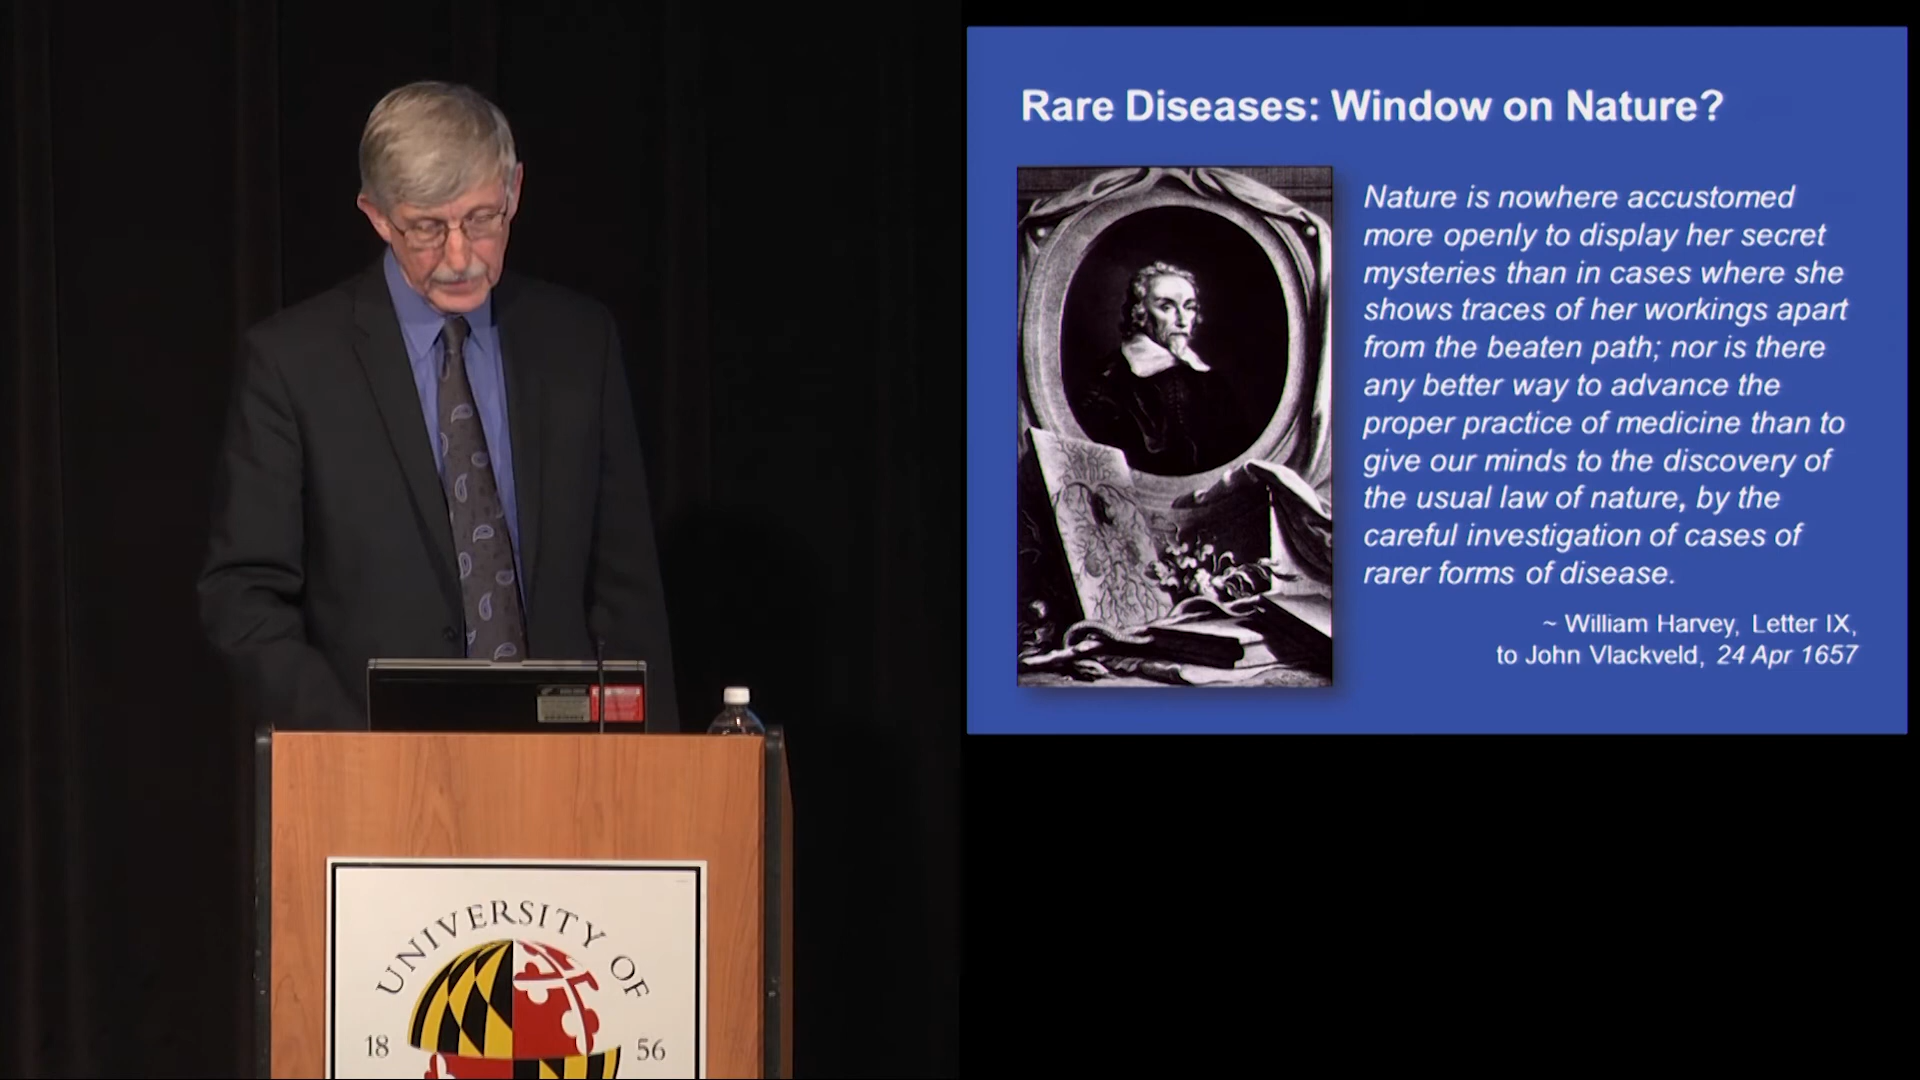 Rare Diseases: Window on Nature?
Nature is nowhere accustomed
more openly to display her secret
mysteries than in cases where she
shows traces of her workings apart
from the beaten path; nor is there
any better way to advance the
proper practice of medicine than to
give our minds to the discovery of
the usual law of nature, by the
careful investigation of cases of
rarer forms of disease.
~ William Harvey, Letter IX,
to John Vlackveld, 24 Apr 1657
UNIVERSITY OF
18 56